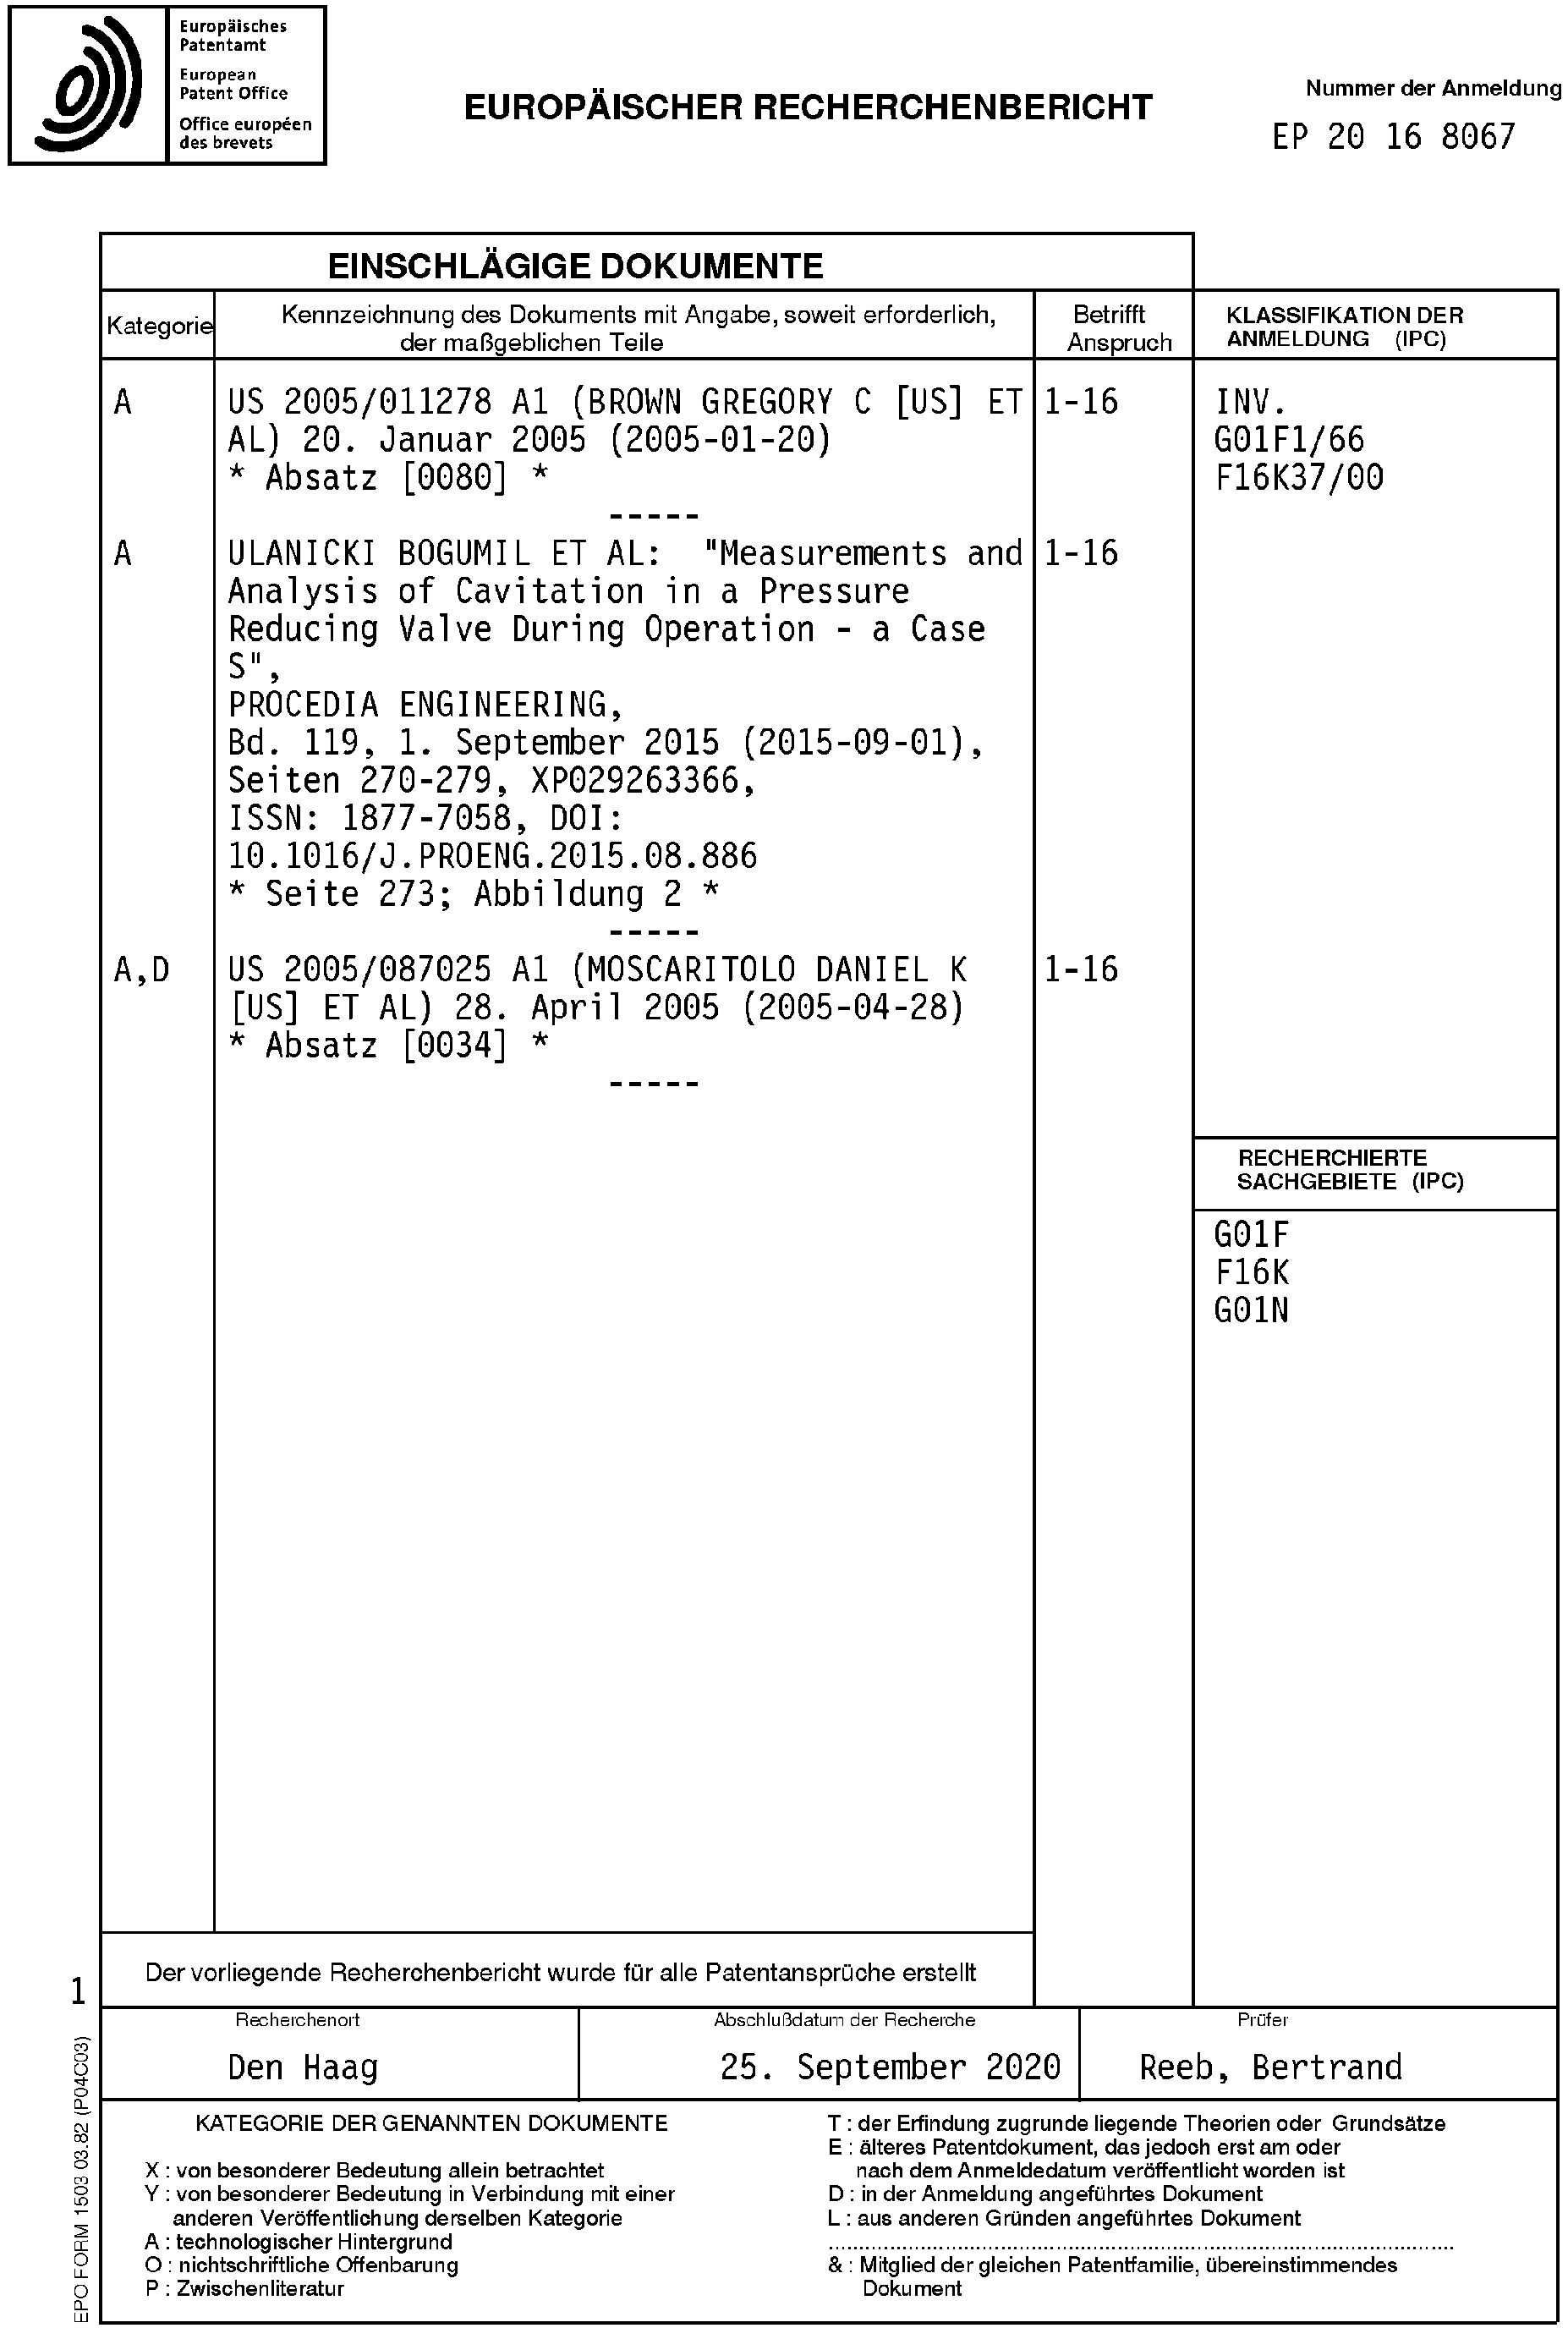 Europäisches
Patentamt
European
Patent Office
Office européen
des brevets
EUROPÄISCHER RECHERCHENBERICHT
Nummer der Anmeldung
EP 20 16 8067
EINSCHLÄGIGE DOKUMENTE
Kategorie
Kennzeichnung des Dokuments mit Angabe, soweit erforderlich,
der maßgeblichen Teile
Betrifft
Anspruch
KLASSIFIKATION DER
ANMELDUNG (IPC)
A
US 2005/011278 A1 (BROWN GREGORY C [US] ET
AL) 20. Januar 2005 (2005-01-20)
* Absatz [0080] *
-----
1-16
A
ULANICKI BOGUMIL ET AL: "Measurements and
Analysis of Cavitation in a Pressure
Reducing Valve During Operation - a Case
S",
PROCEDIA ENGINEERING,
Bd. 119, 1. September 2015 (2015-09-01),
Seiten 270-279, XP029263366,
ISSN: 1877-7058, DOI:
10.1016/J.PROENG.2015.08.886
* Seite 273; Abbildung 2 *
-----
1-16
A,D
US 2005/087025 A1 (MOSCARITOLO DANIEL K
[US] ET AL) 28. April 2005 (2005-04-28)
* Absatz [0034] *
-----
1-16
INV.
G01F1/66
F16K37/00
RECHERCHIERTE
SACHGEBIETE (IPC)
G01F
F16K
G01N
Der vorliegende Recherchenbericht wurde für alle Patentansprüche erstellt
1
Recherchenort
Den Haag
Abschlußdatum der Recherche
25. September 2020
Prüfer
Reeb, Bertrand
KATEGORIE DER GENANNTEN DOKUMENTE
X : von besonderer Bedeutung allein betrachtet
Y : von besonderer Bedeutung in Verbindung mit einer
anderen Veröffentlichung derselben Kategorie
A : technologischer Hintergrund
O : nichtschriftliche Offenbarung
P : Zwischenliteratur
T : der Erfindung zugrunde liegende Theorien oder Grundsätze
E : älteres Patentdokument, das jedoch erst am oder
nach dem Anmeldedatum veröffentlicht worden ist
D : in der Anmeldung angeführtes Dokument
L : aus anderen Gründen angeführtes Dokument
& : Mitglied der gleichen Patentfamilie, übereinstimmendes
Dokument
EPO FORM 1503 03.82 (P04C03)